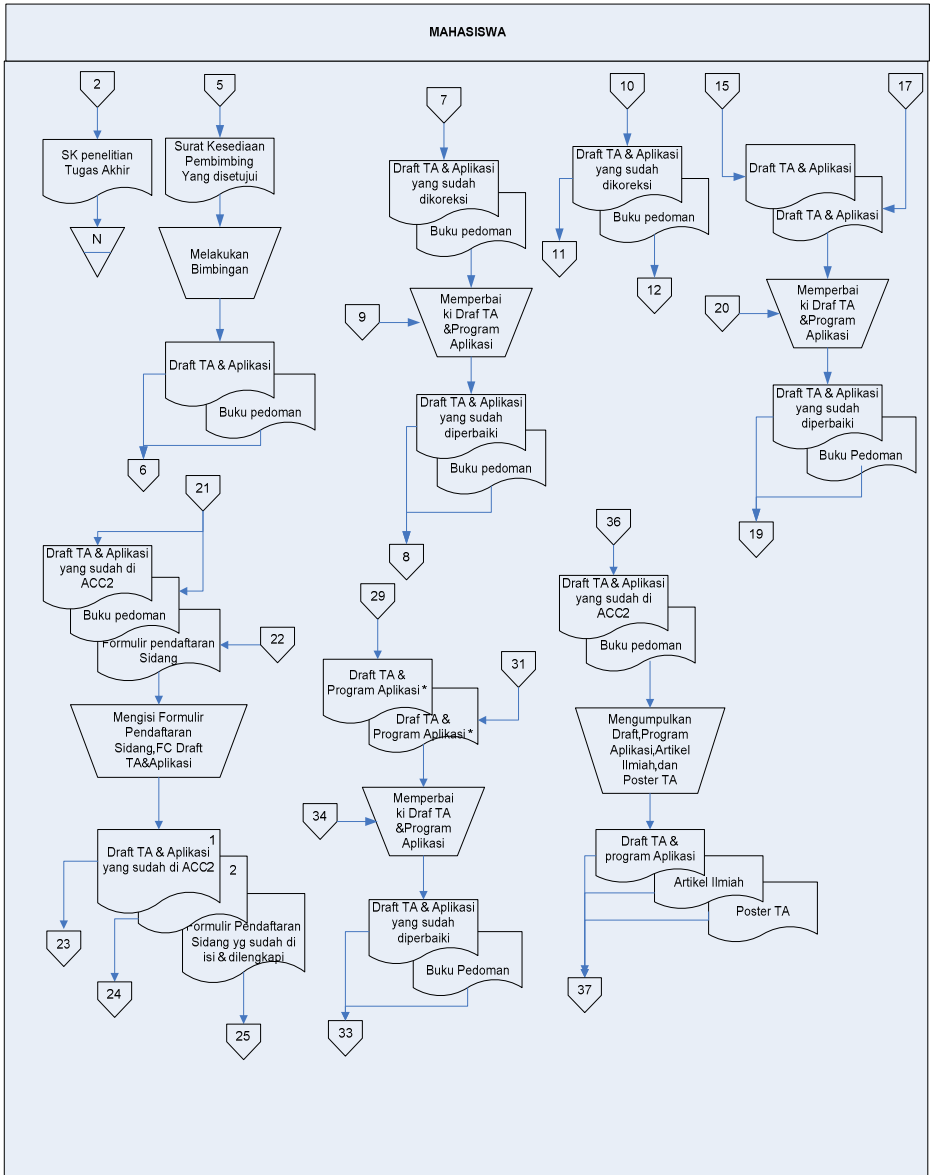 MAHASISWA
2
SK penelitian
Tugas Akhir
N
5
Surat Kesediaan
Pembimbing
Yang disetujui
Melakukan
Bimbingan
Draft TA & Aplikasi
Buku pedoman
6
7
Draft TA & Aplikasi
yang sudah
dikoreksi
Buku pedoman
9
Memperbai
ki Draf TA
&Program
Aplikasi
Draft TA & Aplikasi
yang sudah
diperbaiki
Buku pedoman
8
10
Draft TA & Aplikasi
yang sudah
dikoreksi
Buku pedoman
11
12
15
17
Draft TA & Aplikasi
Draft TA & Aplikasi
20
Memperbai
ki Draf TA
&Program
Aplikasi
Draft TA & Aplikasi
yang sudah
diperbaiki
Buku Pedoman
19
21
Draft TA & Aplikasi
yang sudah di
ACC2
Buku pedoman
Formulir pendaftaran
Sidang
22
Mengisi Formulir
Pendaftaran
Sidang,FC Draft
TA&Aplikasi
1
Draft TA & Aplikasi
yang sudah di ACC2
2
Formulir Pendaftaran
Sidang yg sudah di
isi & dilengkapi
23
24
25
29
Draft TA &
Program Aplikasi *
31
Draf TA &
Program Aplikasi *
34
Memperbai
ki Draf TA
&Program
Aplikasi
Draft TA & Aplikasi
yang sudah
diperbaiki
Buku Pedoman
33
36
Draft TA & Aplikasi
yang sudah di
ACC2
Buku pedoman
Mengumpulkan
Draft,Program
Aplikasi,Artikel
Ilmiah,dan
Poster TA
Draft TA &
program Aplikasi
Artikel Ilmiah
Poster TA
37